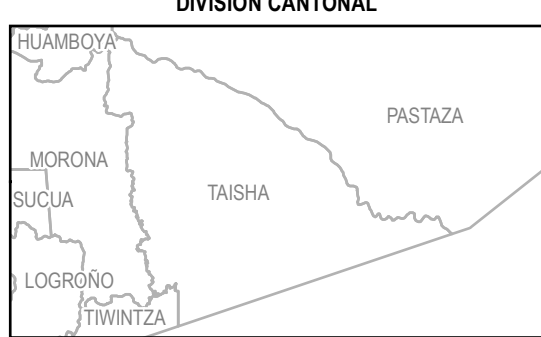 DIVISIÓN CANTONAL
HUAMBOYA
PASTAZA
MORONA
TAISHA
SUCUA
LOGROÑO
TIWINTZA